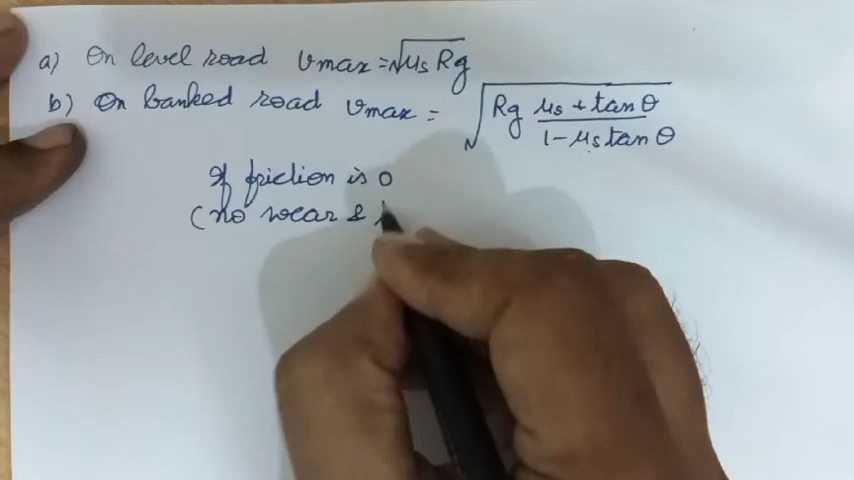 a) On level road vmax = √μs Rg
b) On banked road vmax = √Rg μs + tan θ / 1 - μs tan θ
If friction is 0
(no wear &